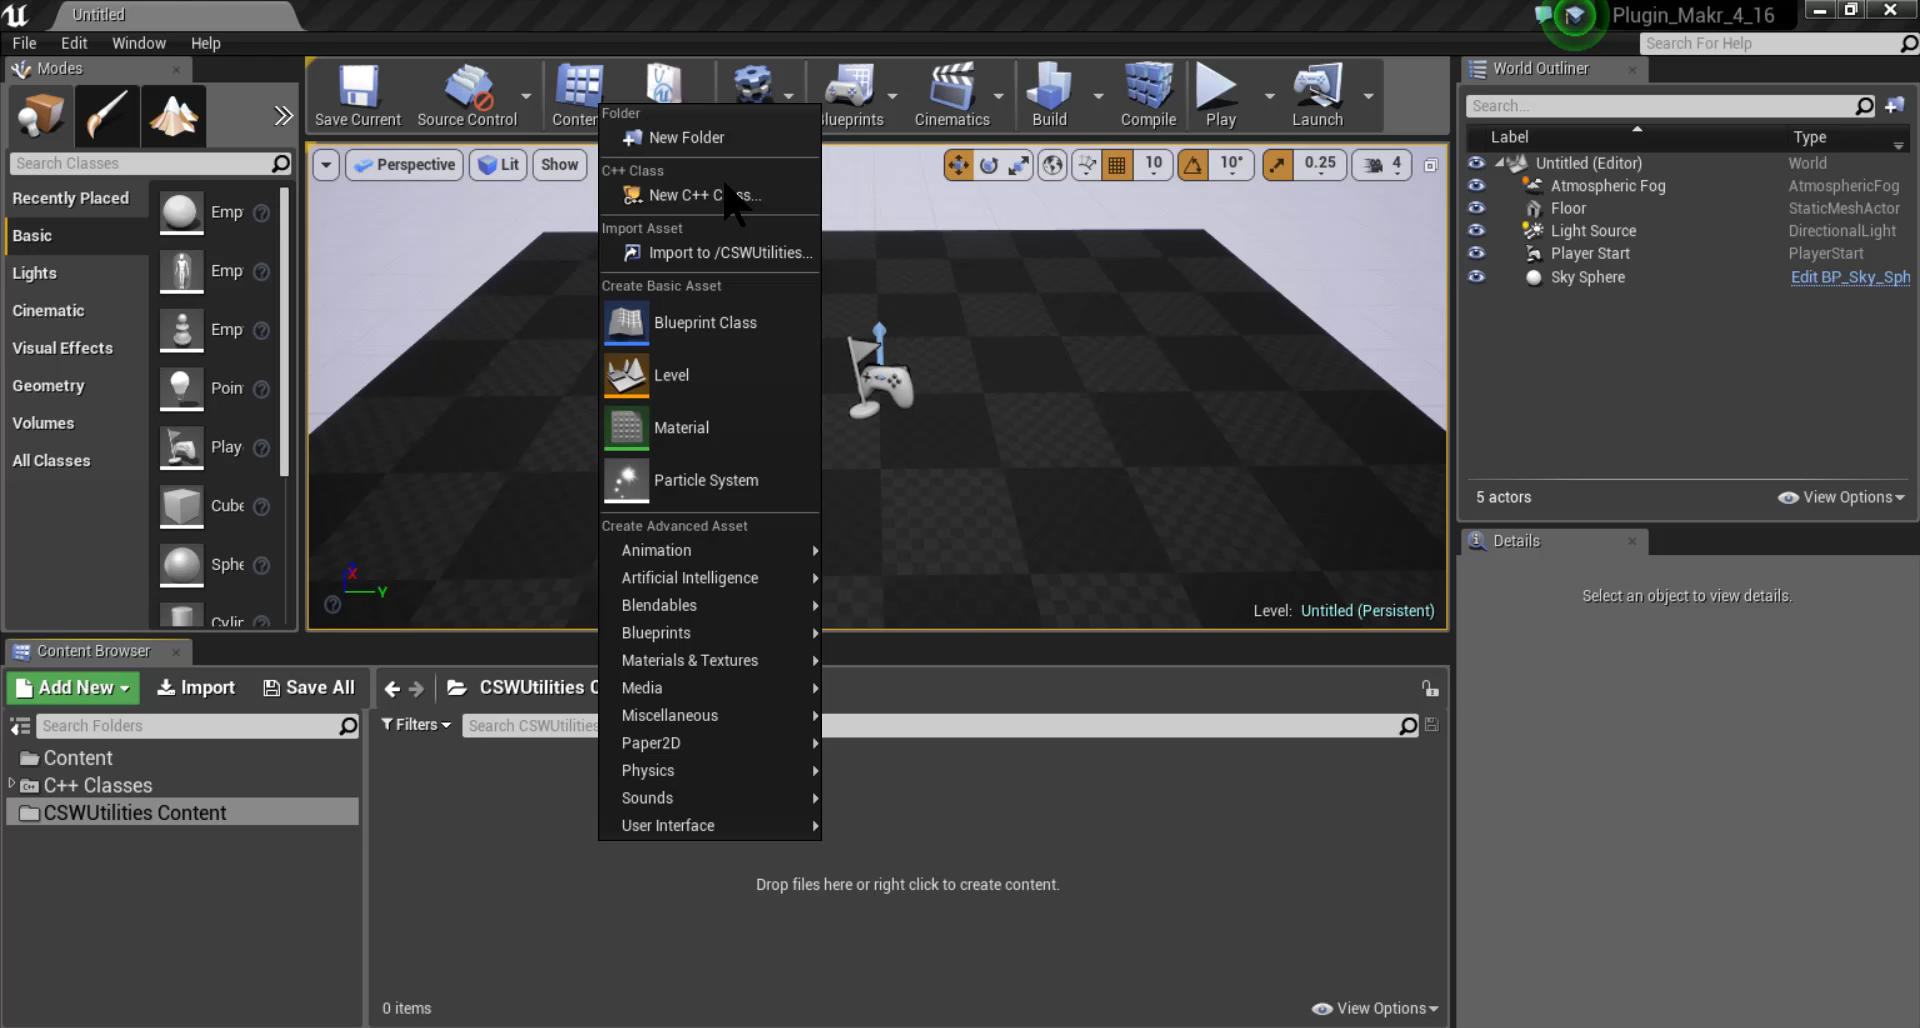 Untitled
Plugin_Makr_4_16
File Edit Window Help
Search For Help
Modes
Save Current
Source Control
Blueprints
Cinematics
Build
Compile
Play
Launch
World Outliner
Search...
Label Type
Untitled (Editor) World
Atmospheric Fog AtmosphericFog
Floor StaticMeshActor
Light Source DirectionalLight
Player Start PlayerStart
Sky Sphere Edit BP_Sky_Sph
5 actors
View Options
Details
Select an object to view details.
Search Classes
Recently Placed
Basic
Lights
Cinematic
Visual Effects
Geometry
Volumes
All Classes
Emp
Emp
Emp
Poin
Play
Cube
Sphe
Cylin
Perspective Lit Show
10 10° 0.25 4
Folder
New Folder
C++ Class
New C++ Class...
Import Asset
Import to /CSWUtilities...
Create Basic Asset
Blueprint Class
Level
Material
Particle System
Create Advanced Asset
Animation
Artificial Intelligence
Blendables
Blueprints
Materials & Textures
Media
Miscellaneous
Paper2D
Physics
Sounds
User Interface
X
Y
Level: Untitled (Persistent)
Content Browser
Add New Import Save All
CSWUtilities C
Search Folders
Filters
Search CSWUtilities
Content
C++ Classes
CSWUtilities Content
Drop files here or right click to create content.
0 items
View Options